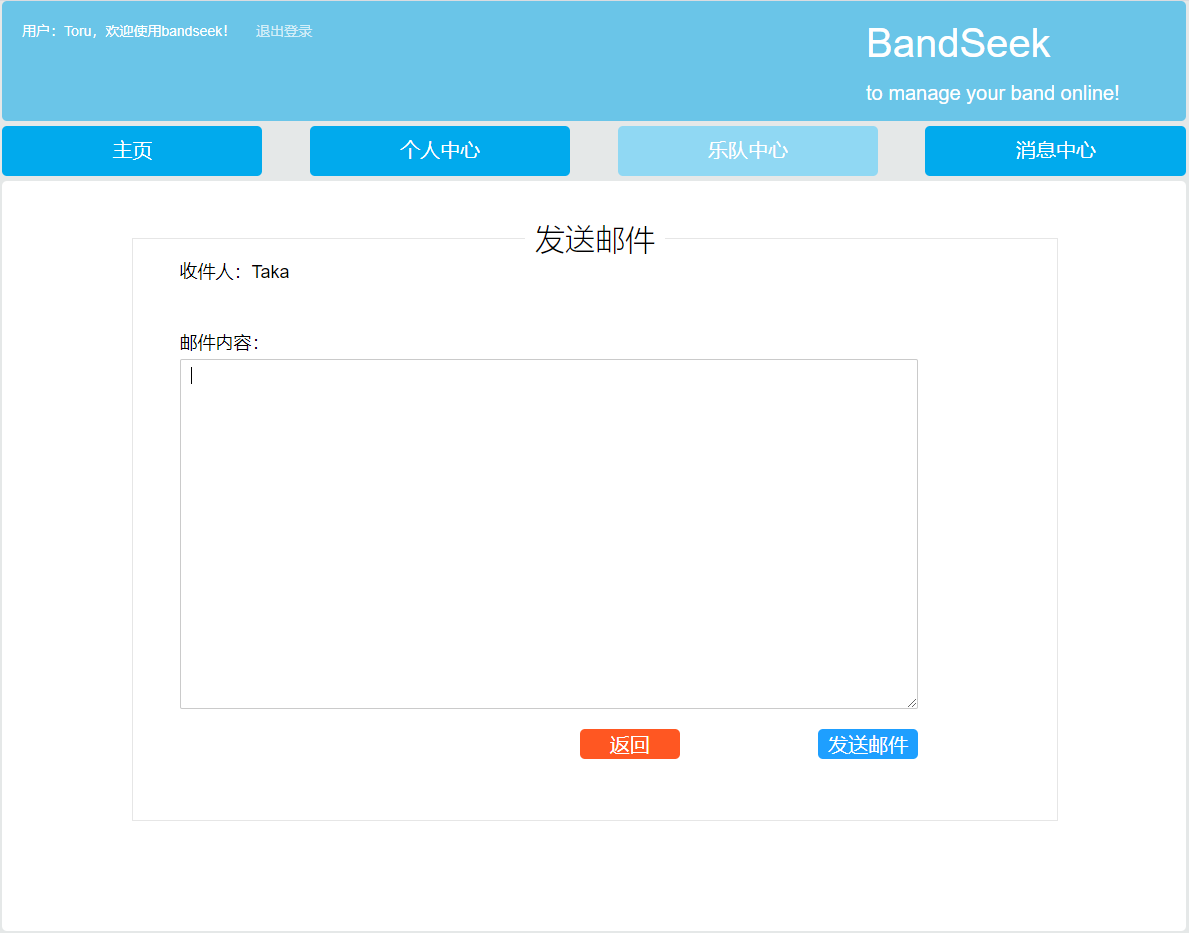 用户：Toru，欢迎使用bandseek！ 退出登录
BandSeek
to manage your band online!
主页 个人中心 乐队中心 消息中心
发送邮件
收件人：Taka
邮件内容：
返回 发送邮件